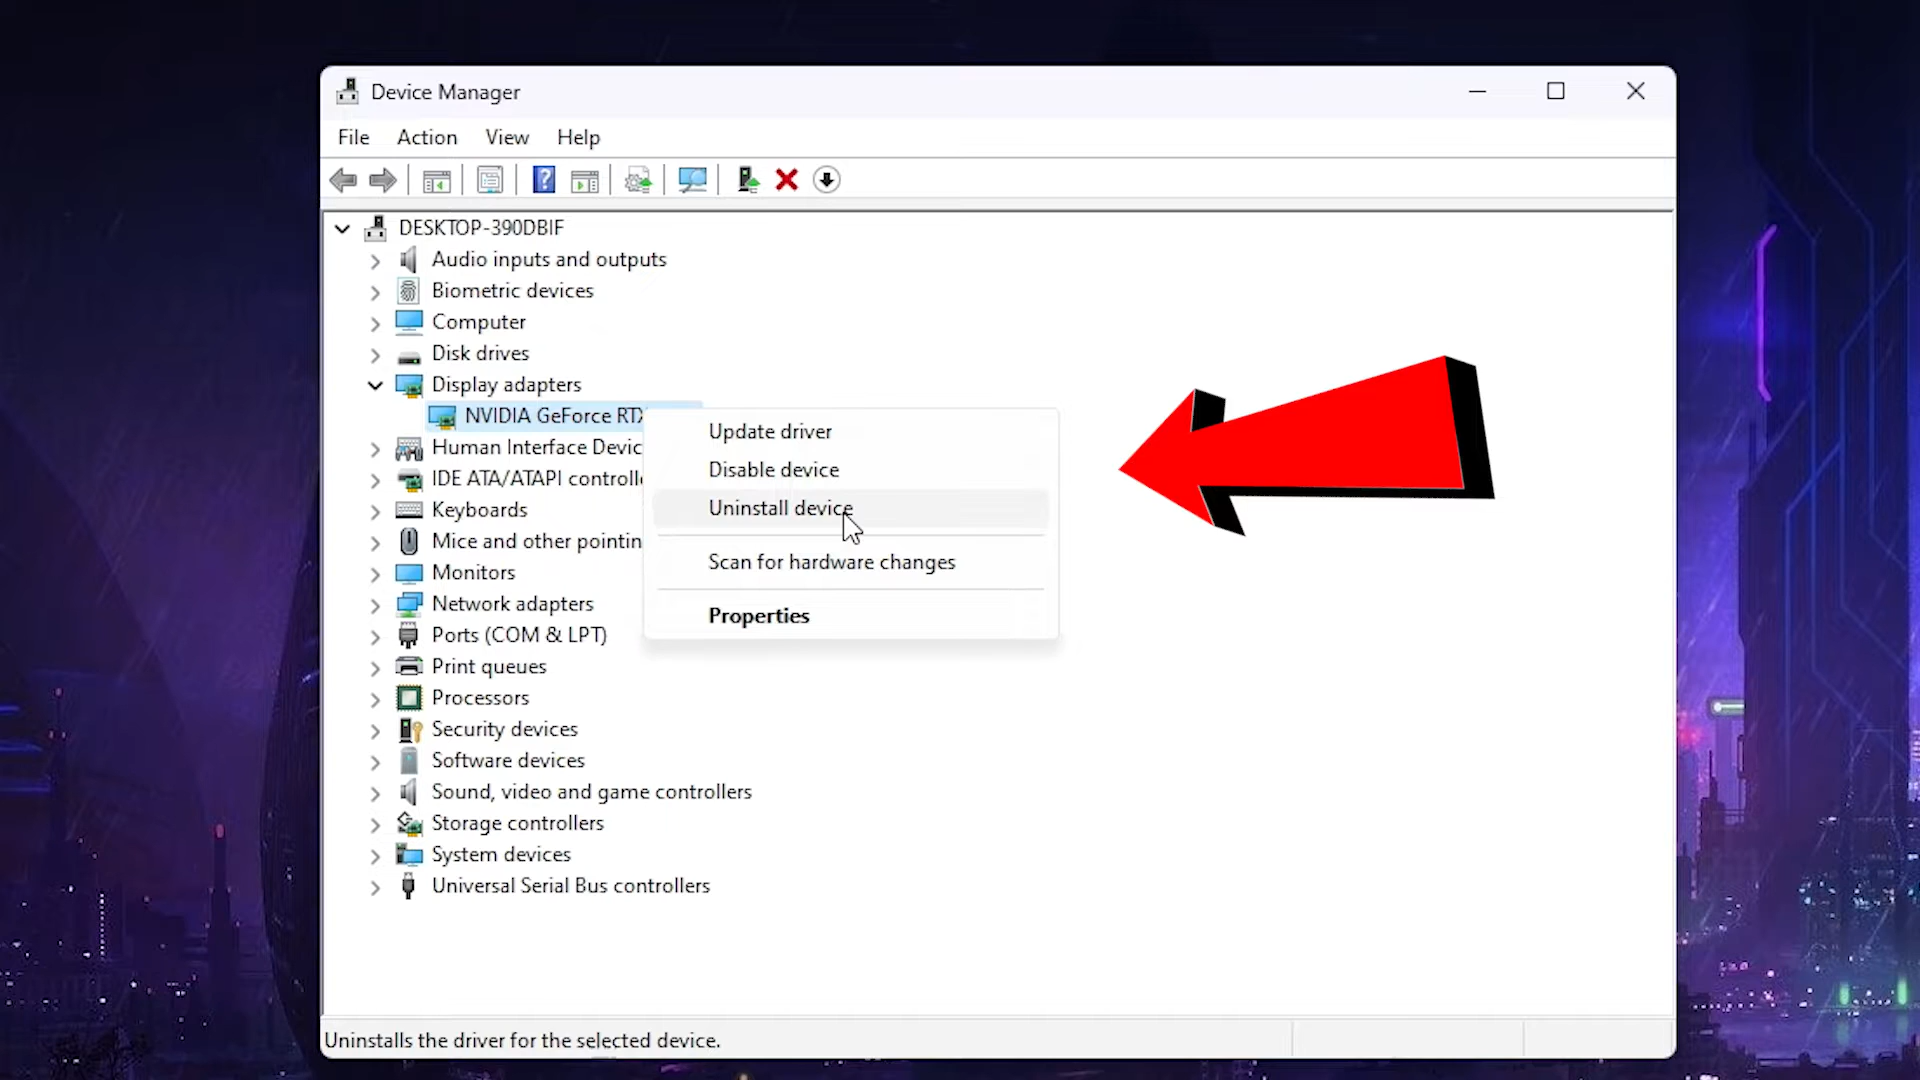 Device Manager
File Action View Help
DESKTOP-390DBIF
Audio inputs and outputs
Biometric devices
Computer
Disk drives
Display adapters
NVIDIA GeForce RTX
Update driver
Human Interface Devic
Disable device
IDE ATA/ATAPI controll
Uninstall device
Keyboards
Mice and other pointin
Scan for hardware changes
Monitors
Network adapters
Properties
Ports (COM & LPT)
Print queues
Processors
Security devices
Software devices
Sound, video and game controllers
Storage controllers
System devices
Universal Serial Bus controllers
Uninstalls the driver for the selected device.